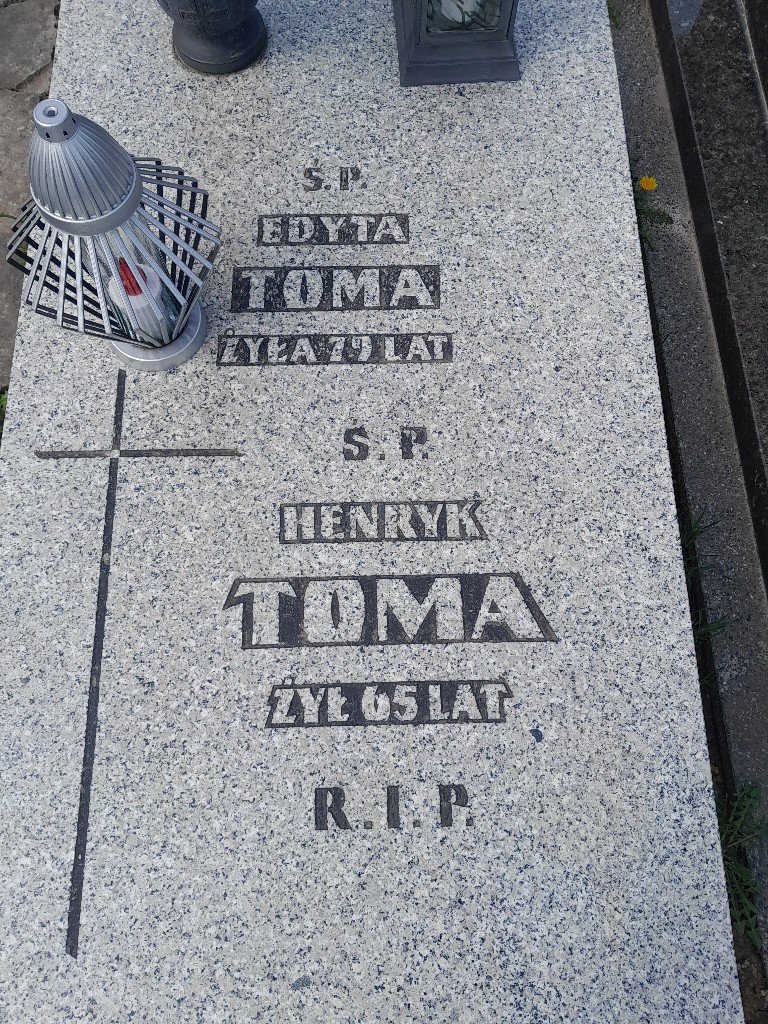 Ś.P.
EDYTA
TOMA
ŻYŁA 79 LAT
Ś.P.
HENRYK
TOMA
ŻYŁ 65 LAT
R.I.P.